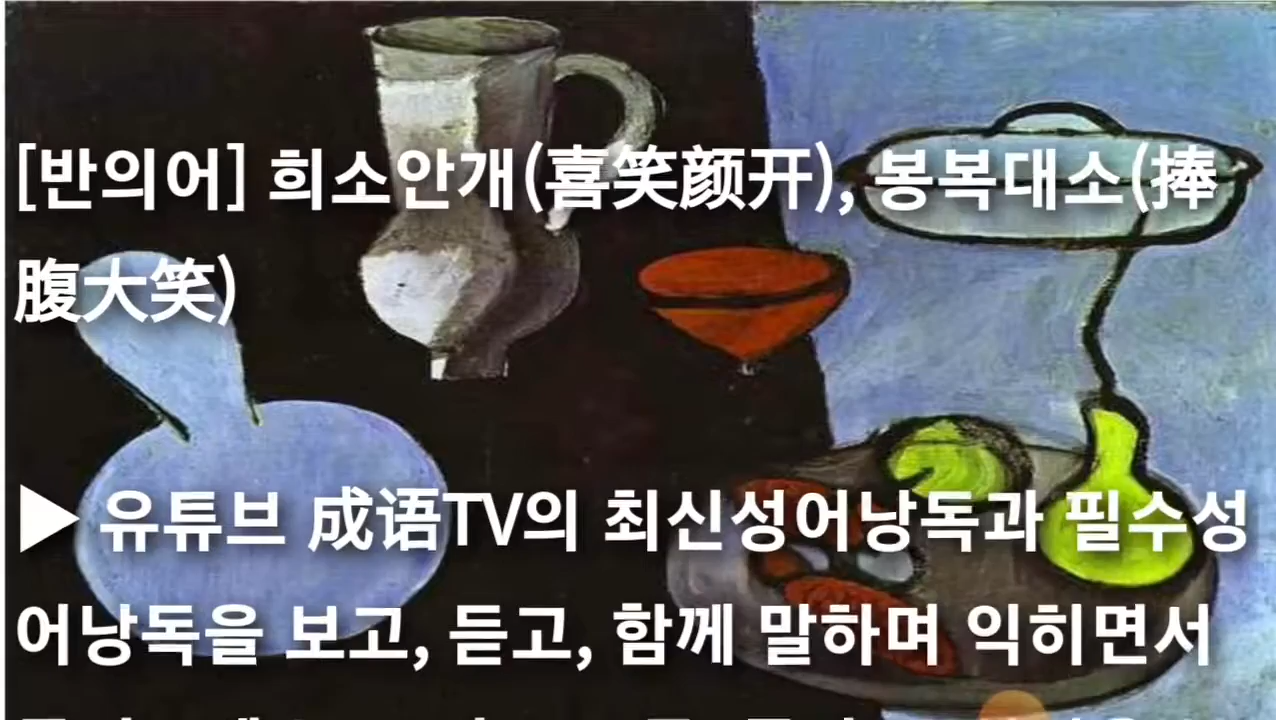 [반의어] 희소안개(喜笑颜开), 봉복대소(捧
腹大笑)
▶ 유튜브 成语TV의 최신성어낭독과 필수성
어낭독을 보고, 듣고, 함께 말하며 익히면서